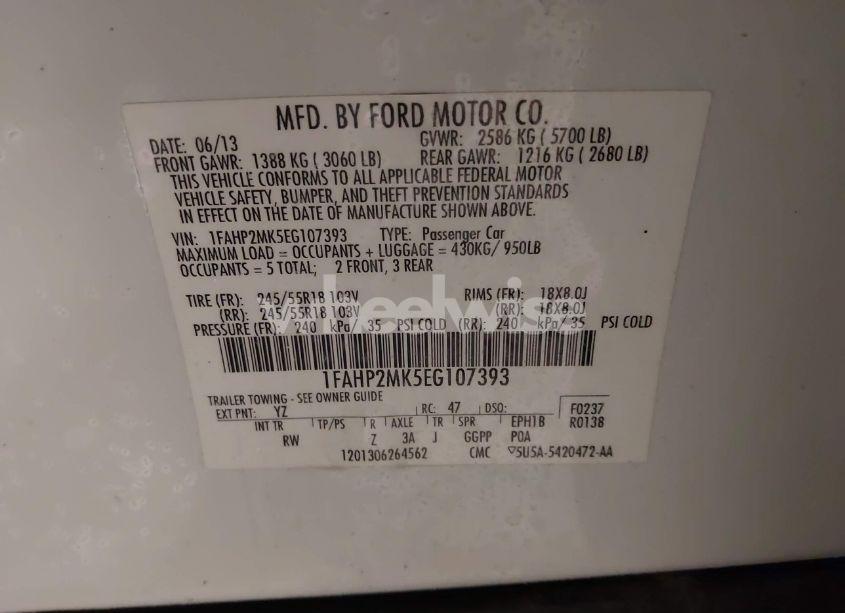 MFD. BY FORD MOTOR CO.
DATE: 06/13 GVWR: 2586 KG ( 5700 LB)
FRONT GAWR: 1388 KG ( 3060 LB) REAR GAWR: 1216 KG ( 2680 LB)
THIS VEHICLE CONFORMS TO ALL APPLICABLE FEDERAL MOTOR
VEHICLE SAFETY, BUMPER, AND THEFT PREVENTION STANDARDS
IN EFFECT ON THE DATE OF MANUFACTURE SHOWN ABOVE.
VIN: 1FAHP2MK5EG107393 TYPE: Passenger Car
MAXIMUM LOAD = OCCUPANTS + LUGGAGE = 430KG/ 950LB
OCCUPANTS = 5 TOTAL; 2 FRONT, 3 REAR
TIRE (FR): 245/55R18 103V RIMS (FR): 18X8.0J
(RR): 245/55R18 103V (RR): 18X8.0J
PRESSURE (FR): 240 kPa/ 35 PSI COLD (RR): 240 kPa/ 35 PSI COLD
1FAHP2MK5EG107393
TRAILER TOWING - SEE OWNER GUIDE
EXT PNT: YZ RC: 47 DSO: F0237
INT TR TP/PS R AXLE TR SPR EPH1B R0138
RW Z 3A J GGPP POA
1201306264562 CMC ▽5U5A-5420472-AA